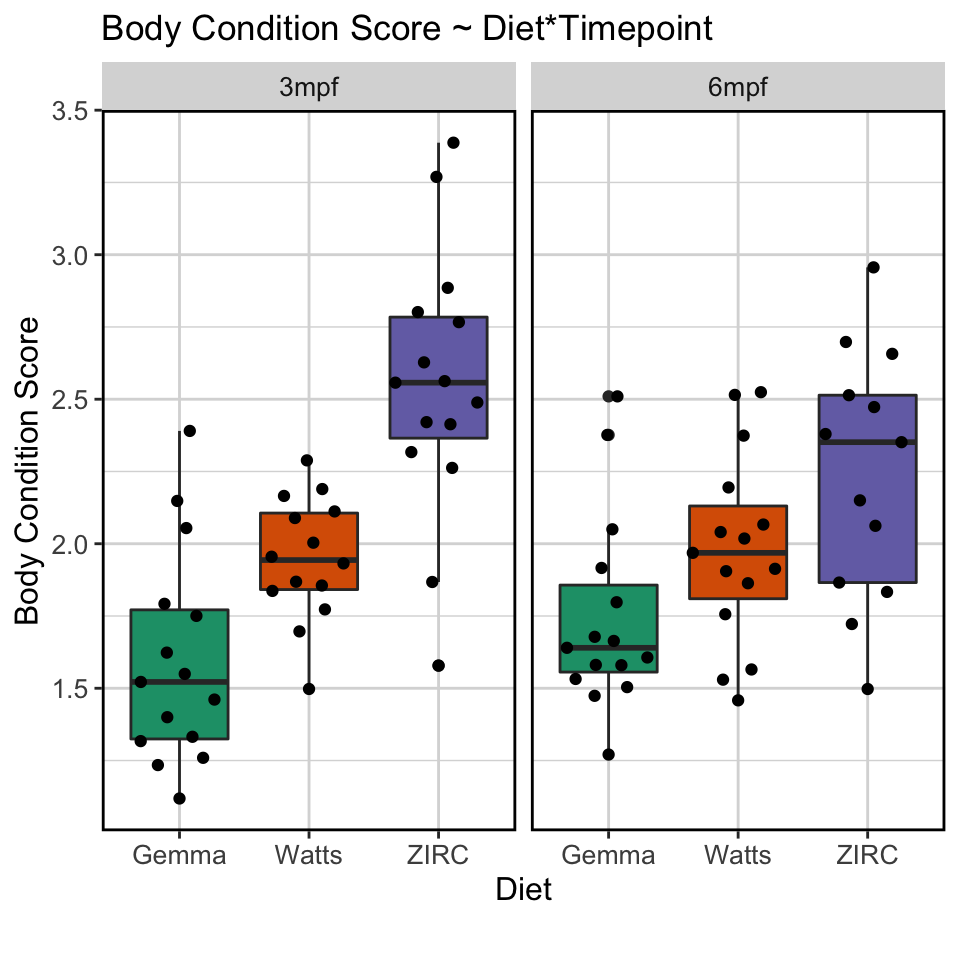 Body Condition Score ~ Diet*Timepoint
3mpf
6mpf
3.5
3.0
2.5
2.0
1.5
Body Condition Score
Gemma Watts ZIRC
Gemma Watts ZIRC
Diet